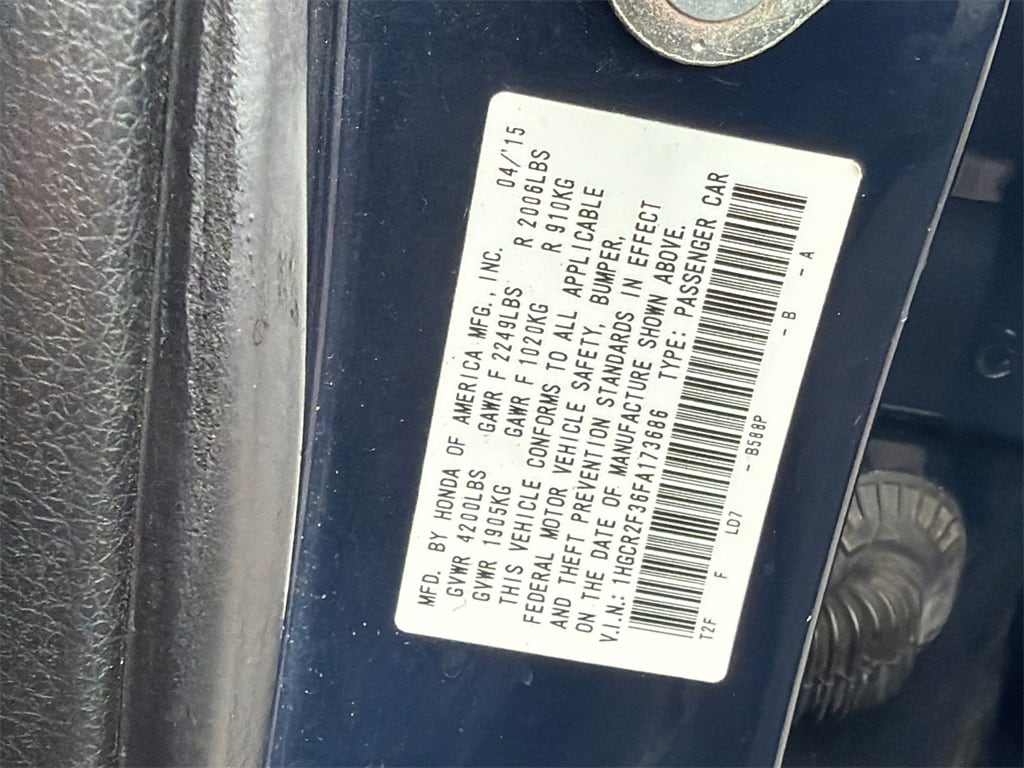 MFD. BY HONDA OF AMERICA MFG., INC. 04/'15
GVWR 4200LBS GAWR F 2249LBS R 2006LBS
GVWR 1905KG GAWR F 1020KG R 910KG
THIS VEHICLE CONFORMS TO ALL APPLICABLE
FEDERAL MOTOR VEHICLE SAFETY, BUMPER,
AND THEFT PREVENTION STANDARDS IN EFFECT
ON THE DATE OF MANUFACTURE SHOWN ABOVE.
V.I.N.: 1HGCR2F36FA173686 TYPE: PASSENGER CAR
T2F F LD7 -B588P -B -A